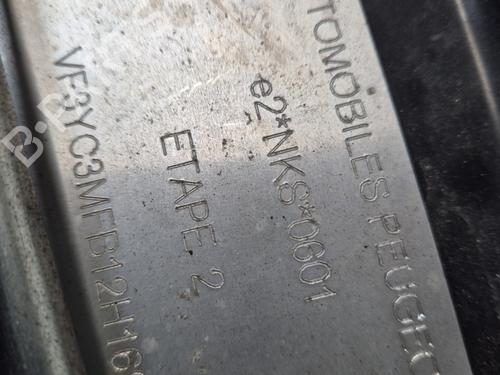 TOMOBILES PEUGEO
e2*NKS*0601
ETAPE 2
VF3YC3MFB12H16